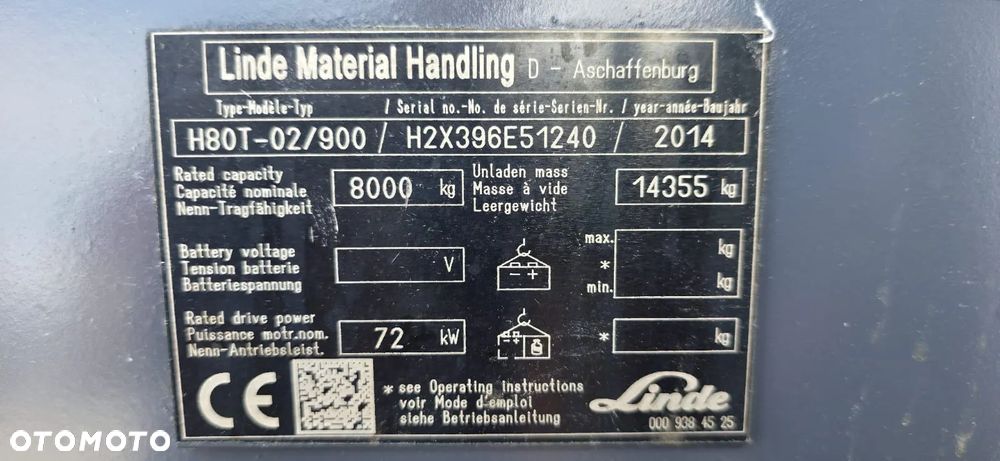 Linde Material Handling D - Aschaffenburg
Type-Modèle-Typ / Serial no.-No. de série-Serien-Nr. / year-année-Baujahr
H80T-02/900 / H2X396E51240 / 2014
Rated capacity
Capacité nominale
Nenn-Tragfähigkeit
8000 kg
Unladen mass
Masse à vide
Leergewicht
14355 kg
Battery voltage
Tension batterie
Batteriespannung
V
- +
max.
*
min.
kg
kg
Rated drive power
Puissance motr.nom.
Nenn-Antriebsleist.
72 kW
- +
*
kg
CE
* see Operating instructions
voir Mode d'emploi
siehe Betriebsanleitung
Linde
000 938 45 25
OTOMOTO